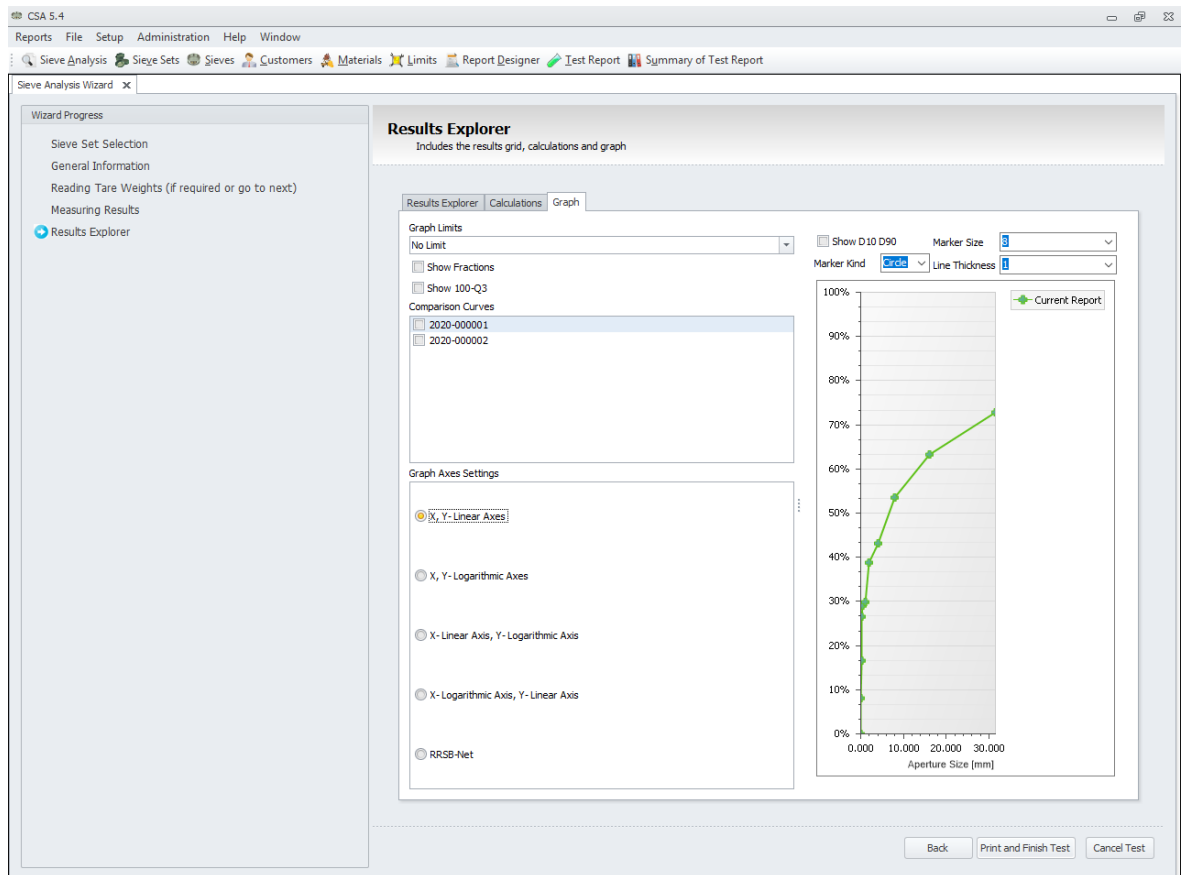 CSA 5.4
Reports File Setup Administration Help Window
Sieve Analysis Sieve Sets Sieves Customers Materials Limits Report Designer Test Report Summary of Test Report
Sieve Analysis Wizard
Wizard Progress
Sieve Set Selection
General Information
Reading Tare Weights (if required or go to next)
Measuring Results
Results Explorer
Results Explorer
Includes the results grid, calculations and graph
Results Explorer Calculations Graph
Graph Limits
No Limit
Show Fractions
Show 100-Q3
Comparison Curves
2020-000001
2020-000002
Graph Axes Settings
X, Y-Linear Axes
X, Y-Logarithmic Axes
X-Linear Axis, Y-Logarithmic Axis
X-Logarithmic Axis, Y-Linear Axis
RRSB-Net
Show D10 D90 Marker Size 8
Marker Kind Circle Line Thickness 1
Current Report
100%
90%
80%
70%
60%
50%
40%
30%
20%
10%
0%
0.000 10.000 20.000 30.000
Aperture Size [mm]
Back Print and Finish Test Cancel Test